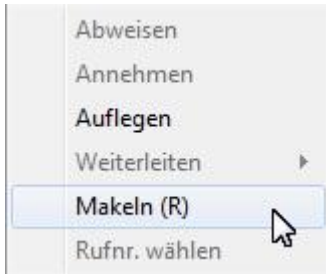 Abweisen
Annehmen
Auflegen
Weiterleiten
Makeln (R)
Rufnr. wählen